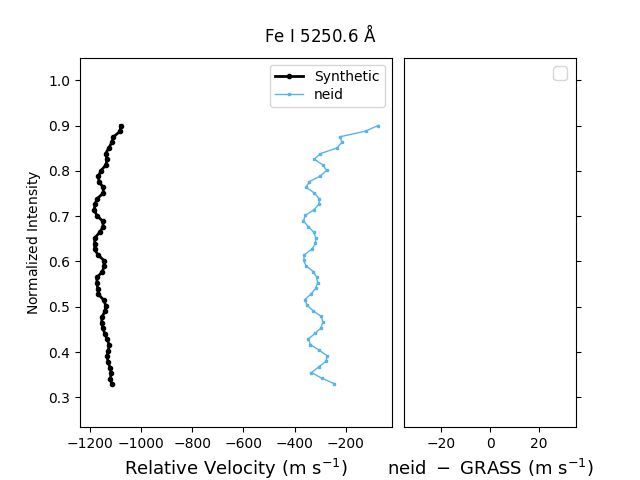 Fe I 5250.6 Å
Synthetic
neid
Normalized Intensity
1.0
0.9
0.8
0.7
0.6
0.5
0.4
0.3
−1200 −1000 −800 −600 −400 −200
−20 0 20
Relative Velocity (m s⁻¹)
neid − GRASS (m s⁻¹)